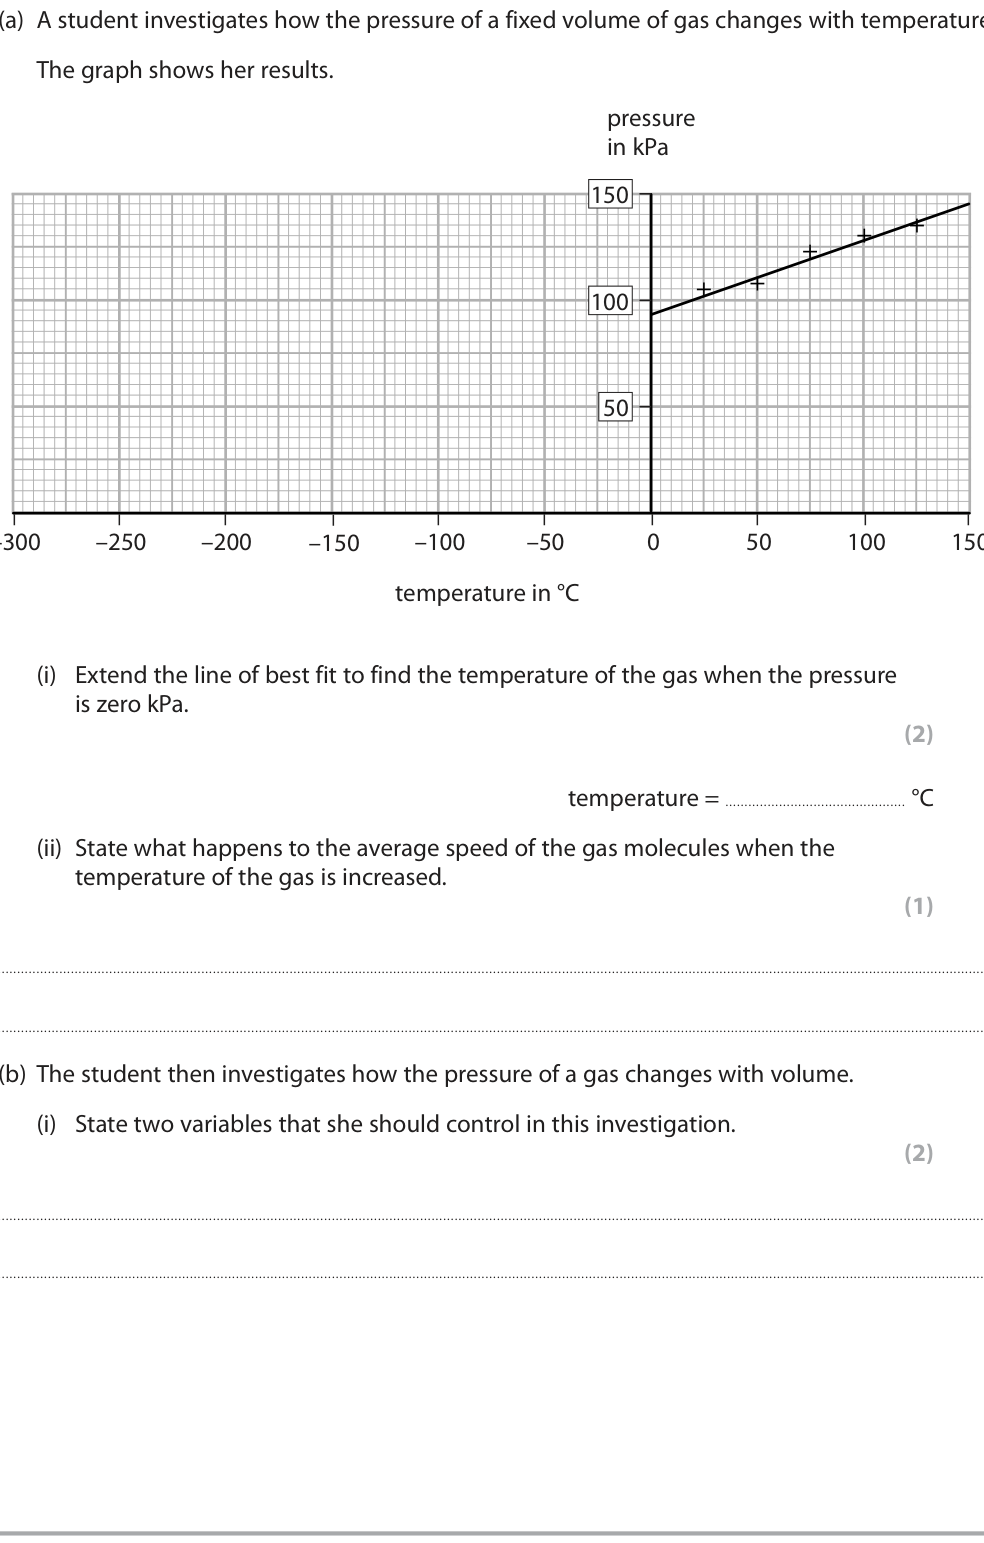 (a) A student investigates how the pressure of a fixed volume of gas changes with temperature
The graph shows her results.
pressure
in kPa
150
100
50
-300 –250 –200 –150 –100 –50 0 50 100 150
temperature in °C
(i) Extend the line of best fit to find the temperature of the gas when the pressure
is zero kPa.
(2)
temperature = ............................................. °C
(ii) State what happens to the average speed of the gas molecules when the
temperature of the gas is increased.
(1)
(b) The student then investigates how the pressure of a gas changes with volume.
(i) State two variables that she should control in this investigation.
(2)